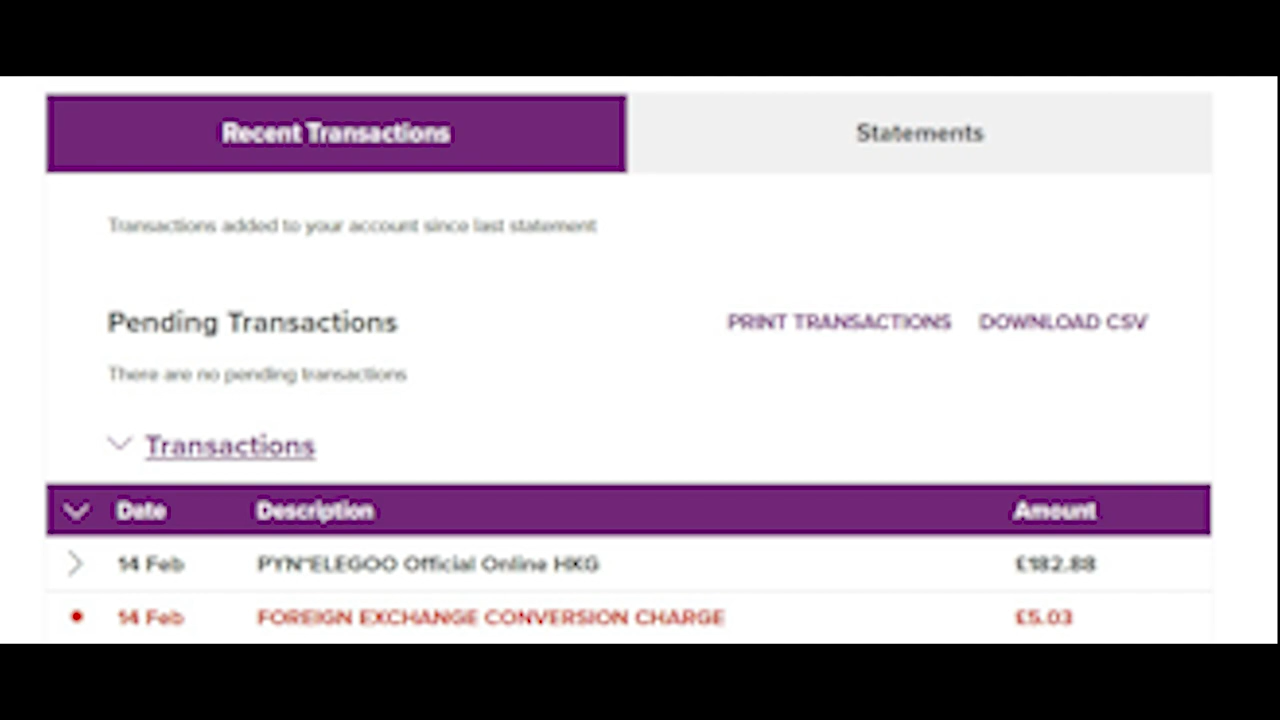 Recent Transactions Statements
Transactions added to your account since last statement
Pending Transactions PRINT TRANSACTIONS DOWNLOAD CSV
There are no pending transactions
Transactions
Date Description Amount
14 Feb PYN*ELEGOO Official Online HKG £182.88
14 Feb FOREIGN EXCHANGE CONVERSION CHARGE £5.03